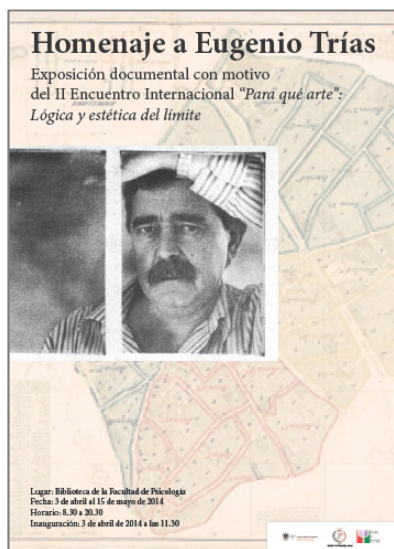 Homenaje a Eugenio Trías
Exposición documental con motivo
del II Encuentro Internacional “Para qué arte”:
Lógica y estética del límite
Lugar: Biblioteca de la Facultad de Psicología
Fecha: 3 de abril al 15 de mayo de 2014
Horario: 8.30 a 20.30
Inauguración: 3 de abril de 2014 a las 11.30